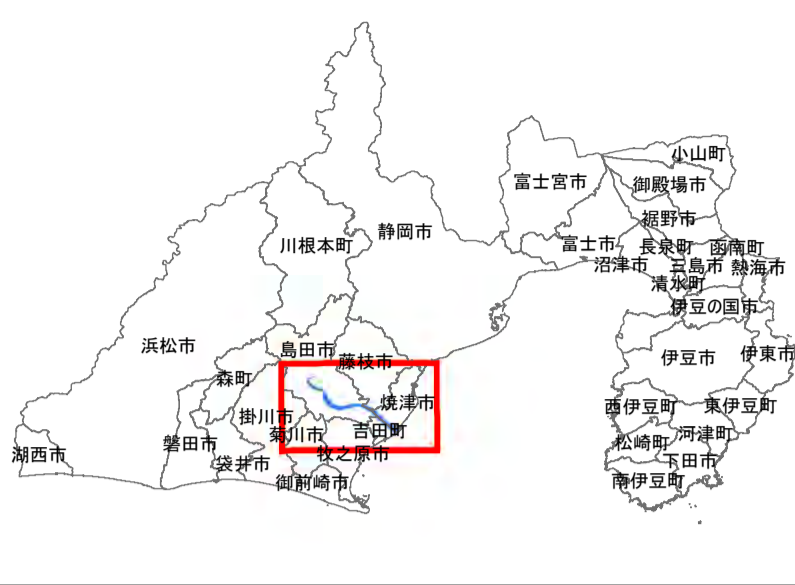 小山町
富士宮市
御殿場市
裾野市
静岡市
川根本町
富士市
長泉町
函南町
沼津市
三島市
熱海市
清水町
伊豆の国市
浜松市
島田市
藤枝市
伊豆市
伊東市
森町
焼津市
西伊豆町
東伊豆町
掛川市
吉田町
菊川市
河津町
磐田市
松崎町
湖西市
牧之原市
袋井市
下田市
御前崎市
南伊豆町